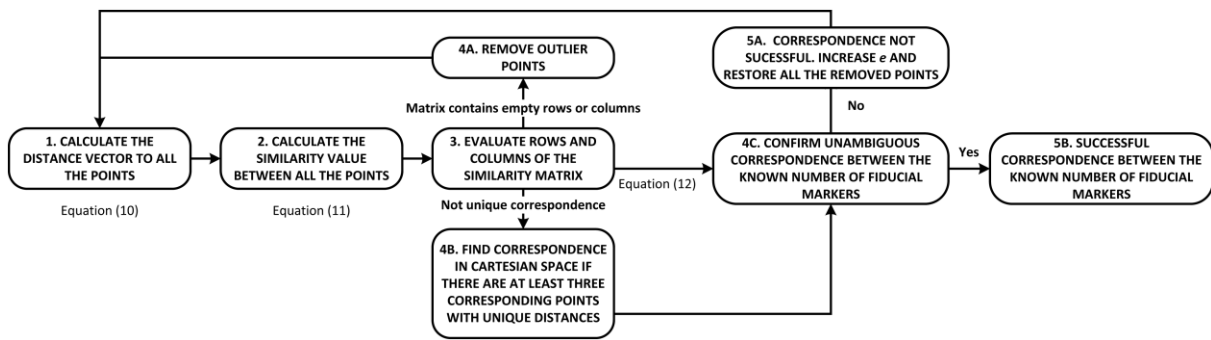 4A. REMOVE OUTLIER
POINTS
5A. CORRESPONDENCE NOT
SUCESSFUL. INCREASE e AND
RESTORE ALL THE REMOVED POINTS
Matrix contains empty rows or columns
No
1. CALCULATE THE
DISTANCE VECTOR TO ALL
THE POINTS
2. CALCULATE THE
SIMILARITY VALUE
BETWEEN ALL THE POINTS
3. EVALUATE ROWS AND
COLUMNS OF THE
SIMILARITY MATRIX
4C. CONFIRM UNAMBIGUOUS
CORRESPONDENCE BETWEEN THE
KNOWN NUMBER OF FIDUCIAL
MARKERS
Yes
5B. SUCCESSFUL
CORRESPONDENCE BETWEEN THE
KNOWN NUMBER OF FIDUCIAL
MARKERS
Equation (10)
Equation (11)
Equation (12)
Not unique correspondence
4B. FIND CORRESPONDENCE
IN CARTESIAN SPACE IF
THERE ARE AT LEAST THREE
CORRESPONDING POINTS
WITH UNIQUE DISTANCES